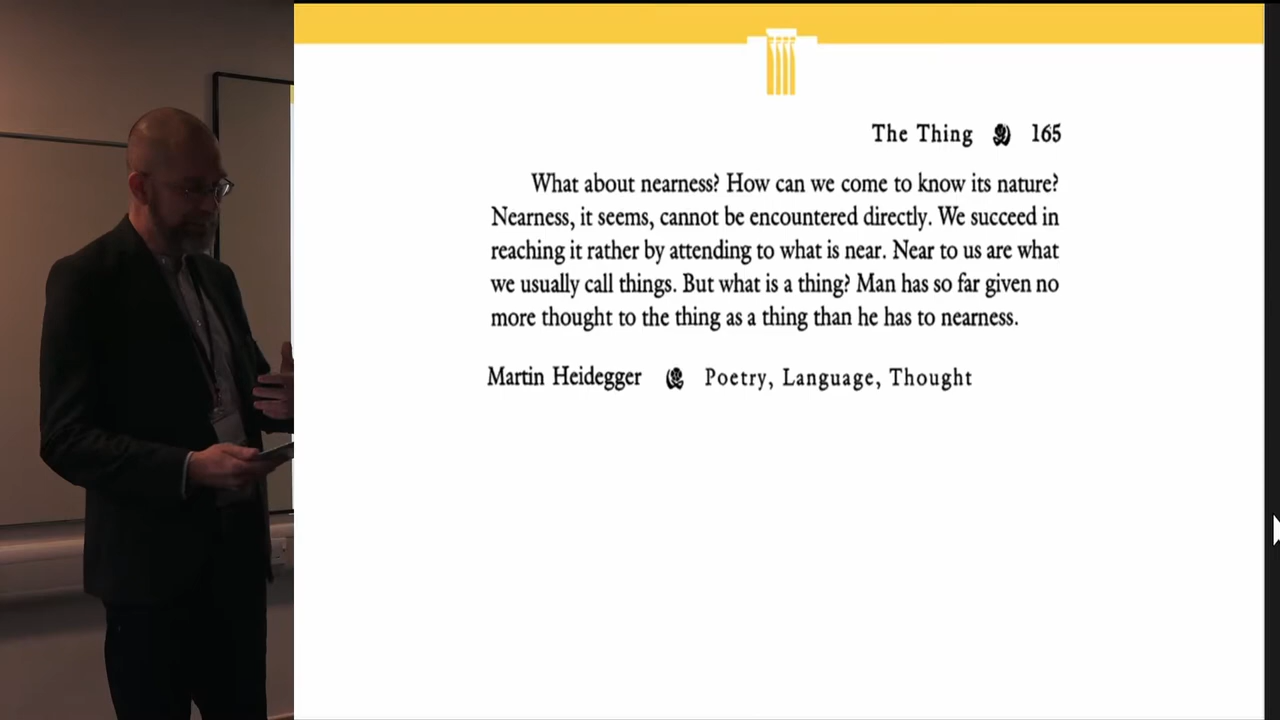 The Thing 165
What about nearness? How can we come to know its nature?
Nearness, it seems, cannot be encountered directly. We succeed in
reaching it rather by attending to what is near. Near to us are what
we usually call things. But what is a thing? Man has so far given no
more thought to the thing as a thing than he has to nearness.
Martin Heidegger Poetry, Language, Thought